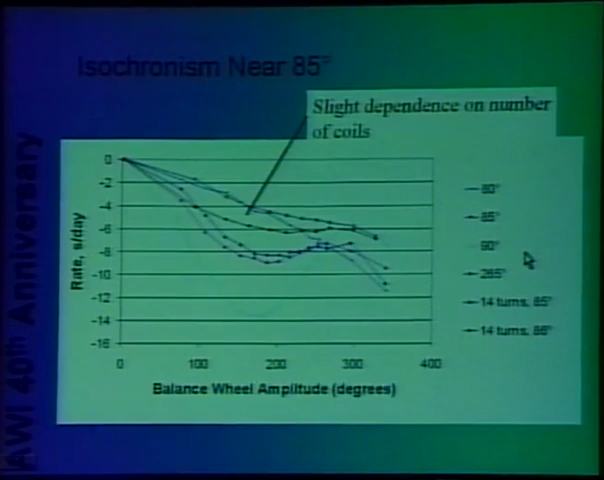 Isochronism Near 85°
Slight dependence on number
of coils
AWI 40th Anniversary
Rate, s/day
0
-2
-4
-6
-8
-10
-12
-14
-16
0 100 200 300 400
Balance Wheel Amplitude (degrees)
80°
85°
90°
265°
14 turns, 85°
14 turns, 86°